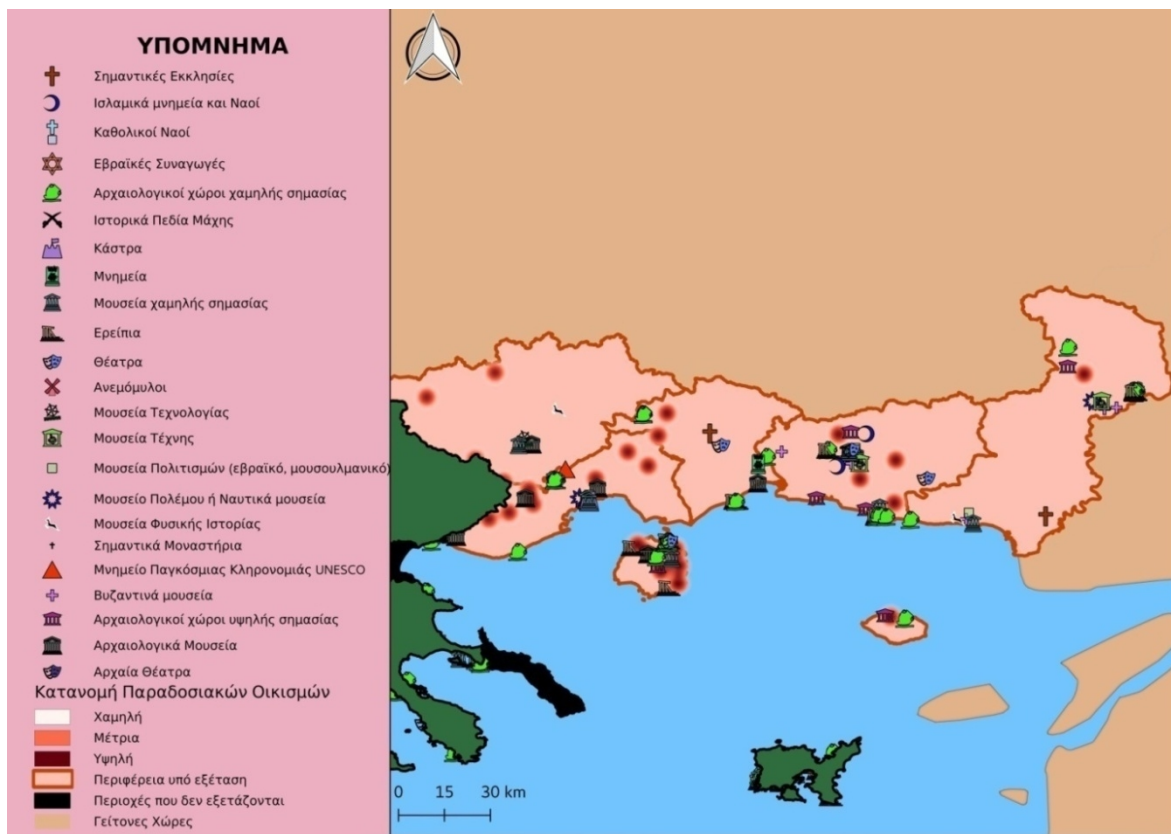 ΥΠΟΜΝΗΜΑ
Σημαντικές Εκκλησίες
Ισλαμικά μνημεία και Ναοί
Καθολικοί Ναοί
Εβραϊκές Συναγωγές
Αρχαιολογικοί χώροι χαμηλής σημασίας
Ιστορικά Πεδία Μάχης
Κάστρα
Μνημεία
Μουσεία χαμηλής σημασίας
Ερείπια
Θέατρα
Ανεμόμυλοι
Μουσεία Τεχνολογίας
Μουσεία Τέχνης
Μουσεία Πολιτισμών (εβραϊκό, μουσουλμανικό)
Μουσείο Πολέμου ή Ναυτικά μουσεία
Μουσεία Φυσικής Ιστορίας
Σημαντικά Μοναστήρια
Μνημείο Παγκόσμιας Κληρονομιάς UNESCO
Βυζαντινά μουσεία
Αρχαιολογικοί χώροι υψηλής σημασίας
Αρχαιολογικά Μουσεία
Αρχαία Θέατρα
Κατανομή Παραδοσιακών Οικισμών
Χαμηλή
Μέτρια
Υψηλή
Περιφέρεια υπό εξέταση
Περιοχές που δεν εξετάζονται
Γείτονες Χώρες
0 15 30 km